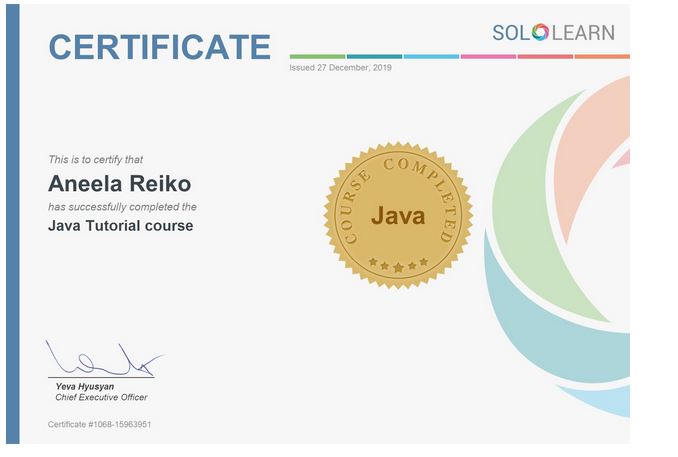 CERTIFICATE
SOLOLEARN
Issued 27 December, 2019
This is to certify that
Aneela Reiko
has successfully completed the
Java Tutorial course
COURSE COMPLETED
Java
Yeva Hyusyan
Chief Executive Officer
Certificate #1068-15963951